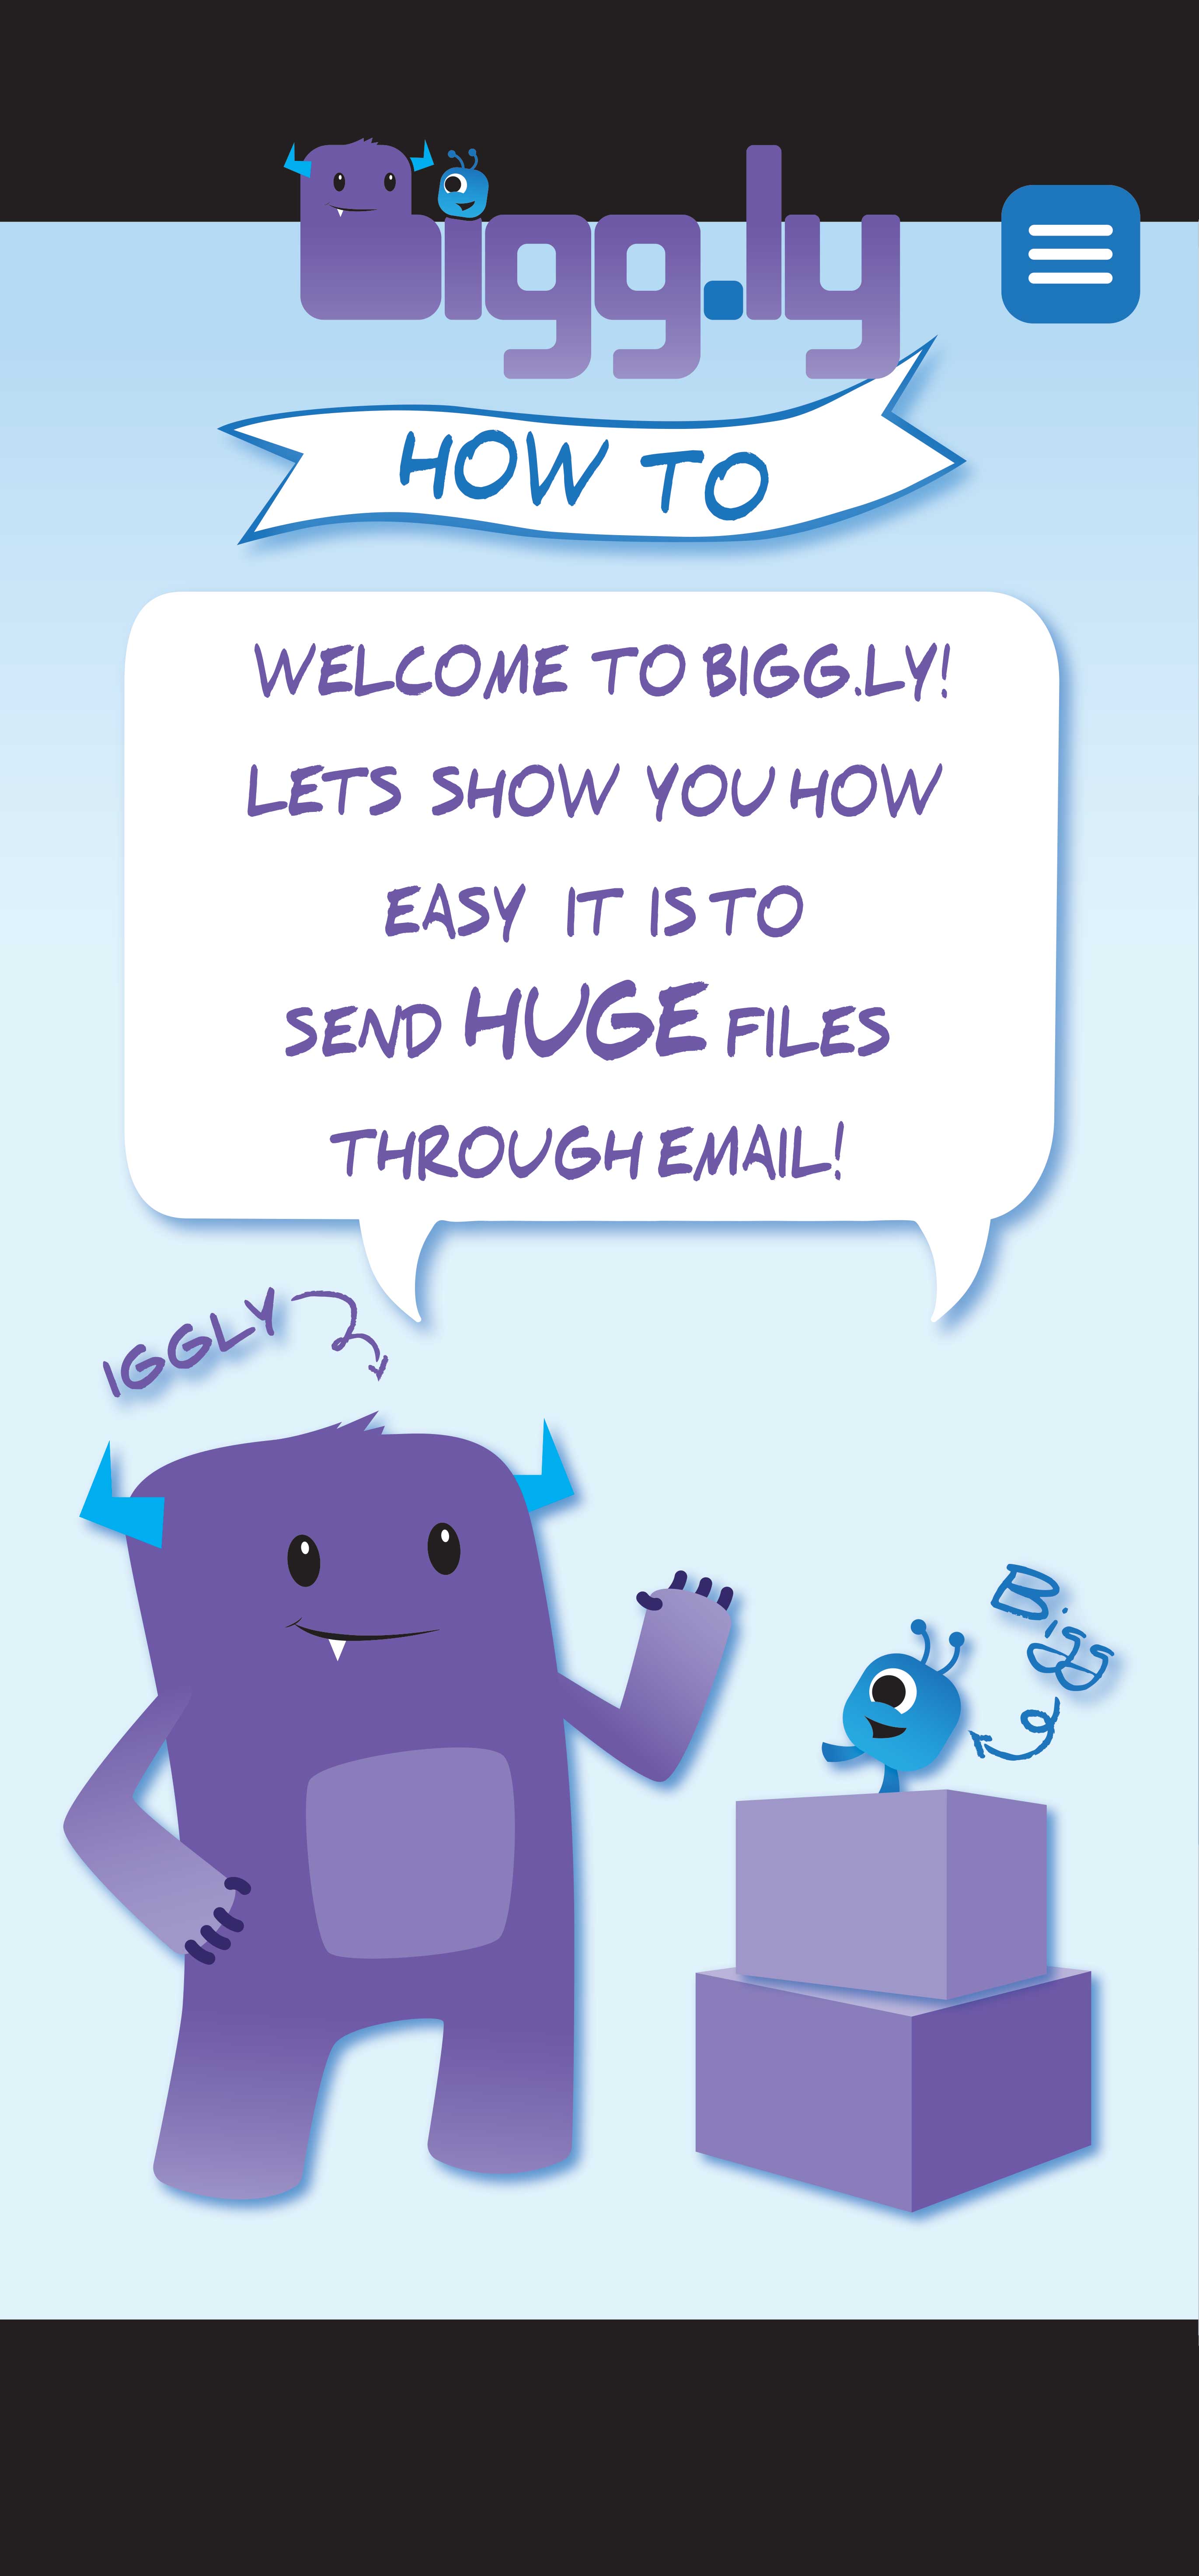 bigg.ly
HOW TO
WELCOME TO BIGG.LY!
LETS SHOW YOU HOW
EASY IT IS TO
SEND HUGE FILES
THROUGH EMAIL!
IGGLY
Bigg